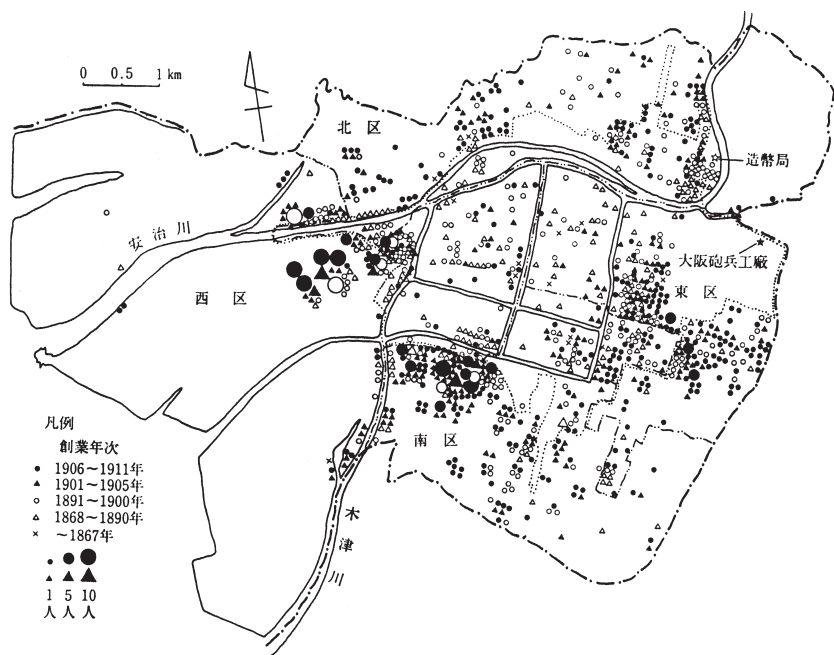 0 0.5 1 km
北区
造幣局
安治川
大阪砲兵工廠
東区
西区
南区
木津川
凡例
創業年次
1906~1911年
1901~1905年
1891~1900年
1868~1890年
~1867年
1 5 10
人 人 人